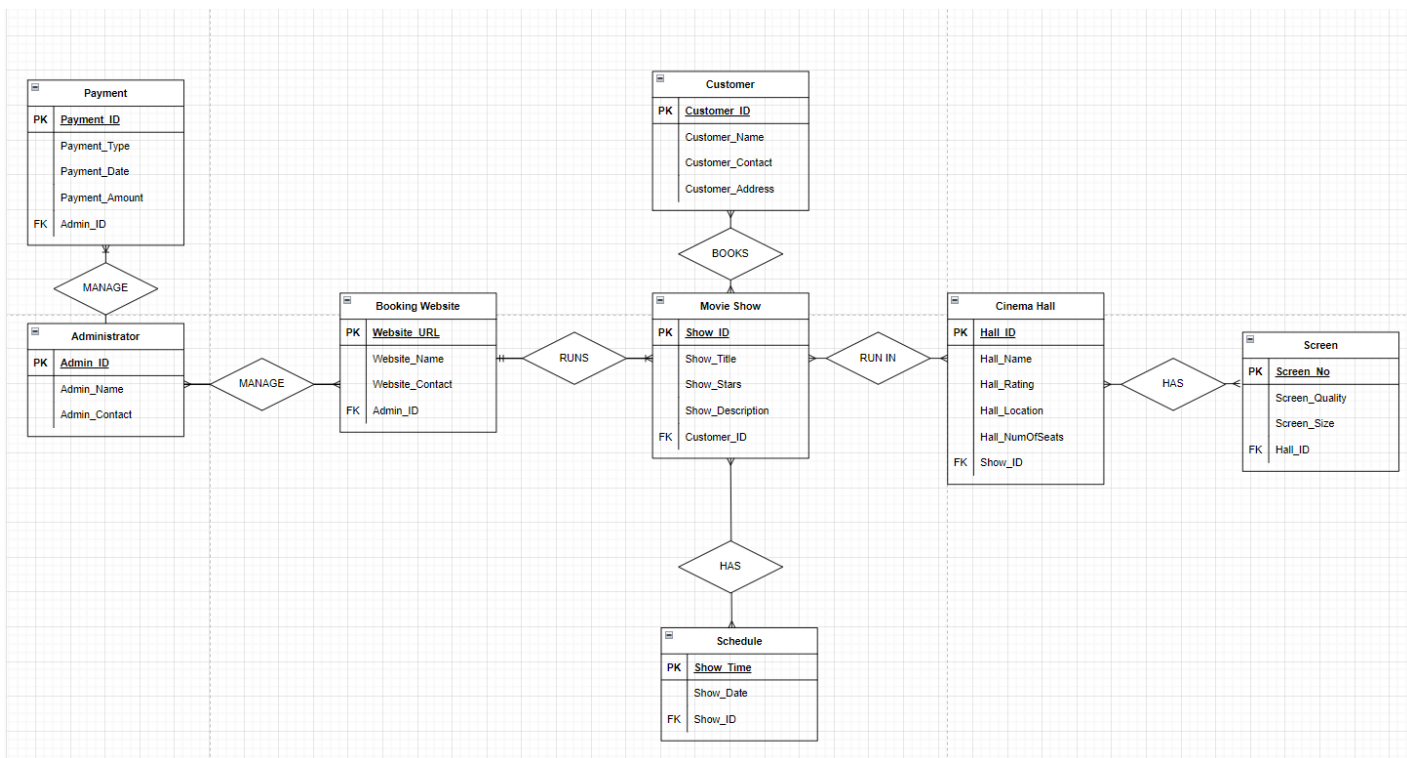 Payment
PK Payment_ID
Payment_Type
Payment_Date
Payment_Amount
FK Admin_ID
MANAGE
Administrator
PK Admin_ID
Admin_Name
Admin_Contact
MANAGE
Booking Website
PK Website_URL
Website_Name
Website_Contact
FK Admin_ID
RUNS
Customer
PK Customer_ID
Customer_Name
Customer_Contact
Customer_Address
BOOKS
Movie Show
PK Show_ID
Show_Title
Show_Stars
Show_Description
FK Customer_ID
HAS
Schedule
PK Show_Time
Show_Date
FK Show_ID
RUN IN
Cinema Hall
PK Hall_ID
Hall_Name
Hall_Rating
Hall_Location
Hall_NumOfSeats
FK Show_ID
HAS
Screen
PK Screen_No
Screen_Quality
Screen_Size
FK Hall_ID